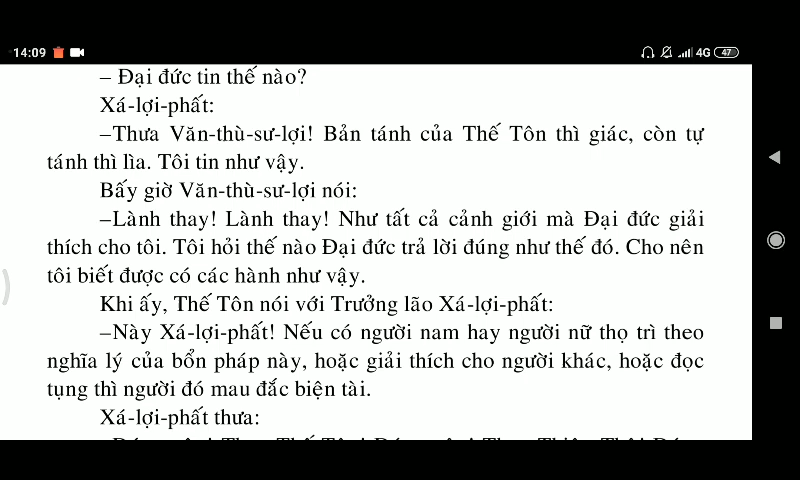 14:09
4G 47
– Đại đức tin thế nào?
Xá-lợi-phất:
–Thưa Văn-thù-sư-lợi! Bản tánh của Thế Tôn thì giác, còn tự
tánh thì lìa. Tôi tin như vậy.
Bấy giờ Văn-thù-sư-lợi nói:
–Lành thay! Lành thay! Như tất cả cảnh giới mà Đại đức giải
thích cho tôi. Tôi hỏi thế nào Đại đức trả lời đúng như thế đó. Cho nên
tôi biết được có các hành như vậy.
Khi ấy, Thế Tôn nói với Trưởng lão Xá-lợi-phất:
–Này Xá-lợi-phất! Nếu có người nam hay người nữ thọ trì theo
nghĩa lý của bổn pháp này, hoặc giải thích cho người khác, hoặc đọc
tụng thì người đó mau đắc biện tài.
Xá-lợi-phất thưa: